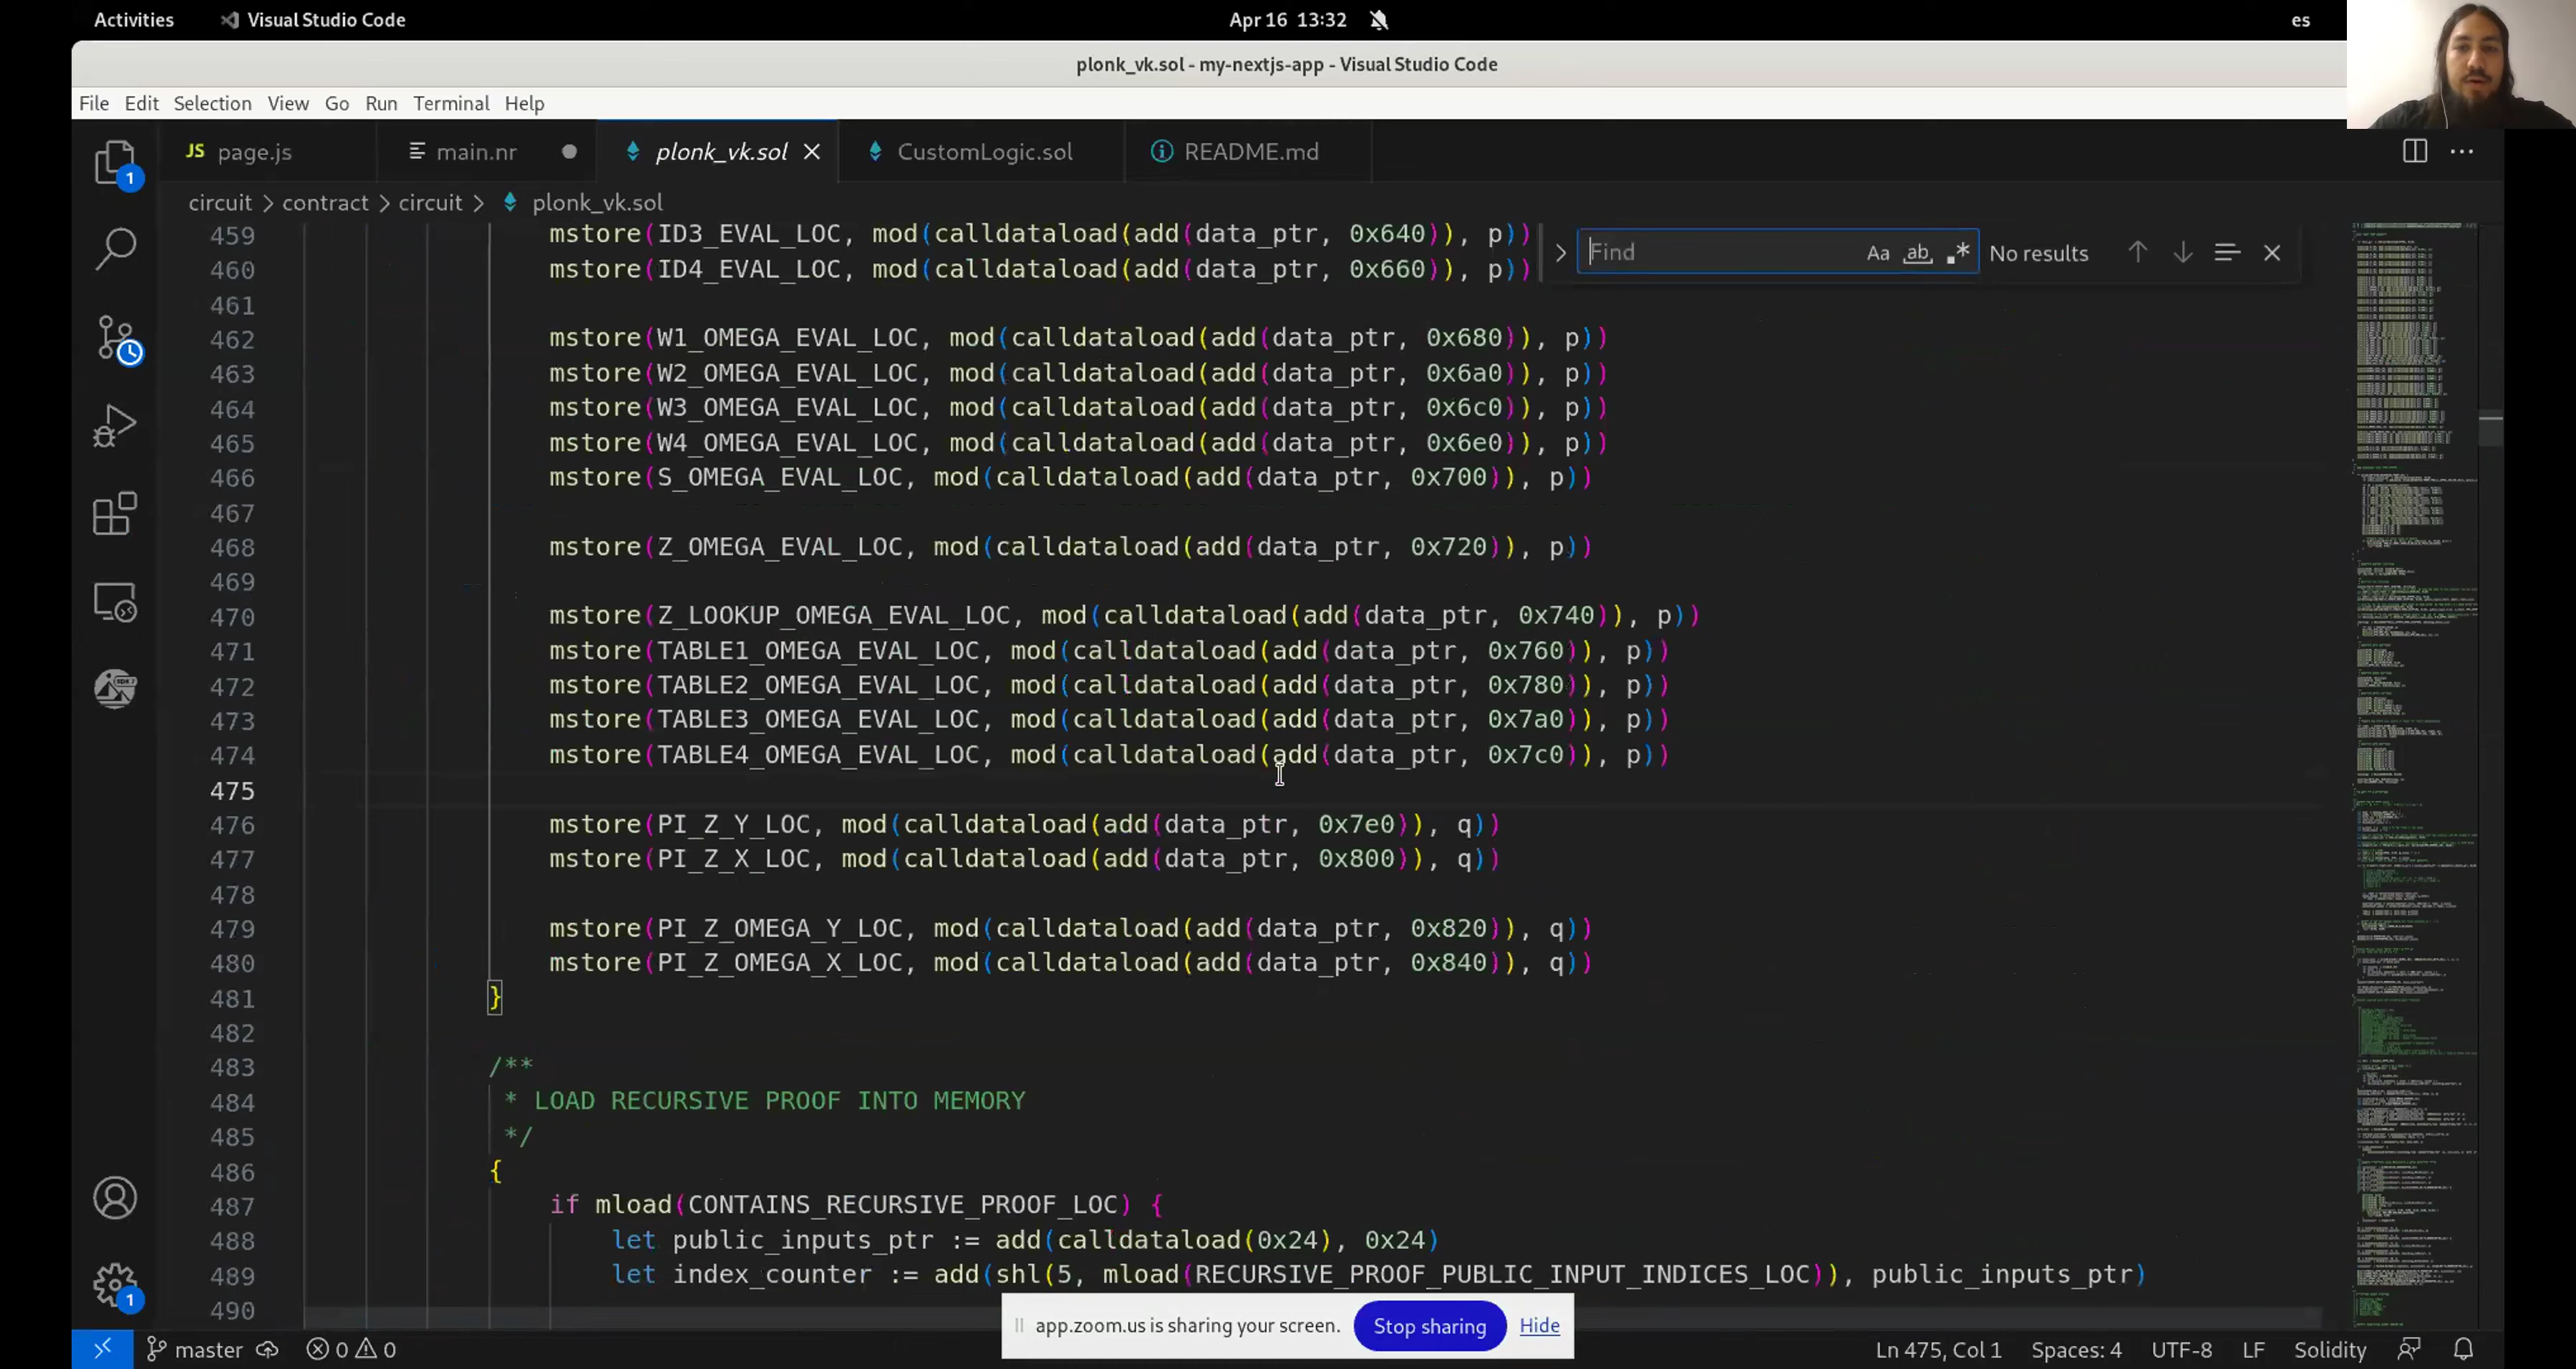 Activities Visual Studio Code Apr 16 13:32 es
plonk_vk.sol - my-nextjs-app - Visual Studio Code
File Edit Selection View Go Run Terminal Help
JS page.js main.nr plonk_vk.sol CustomLogic.sol README.md
circuit > contract > circuit > plonk_vk.sol
Find Aa ab .* No results
459 mstore(ID3_EVAL_LOC, mod(calldataload(add(data_ptr, 0x640)), p))
460 mstore(ID4_EVAL_LOC, mod(calldataload(add(data_ptr, 0x660)), p))
461
462 mstore(W1_OMEGA_EVAL_LOC, mod(calldataload(add(data_ptr, 0x680)), p))
463 mstore(W2_OMEGA_EVAL_LOC, mod(calldataload(add(data_ptr, 0x6a0)), p))
464 mstore(W3_OMEGA_EVAL_LOC, mod(calldataload(add(data_ptr, 0x6c0)), p))
465 mstore(W4_OMEGA_EVAL_LOC, mod(calldataload(add(data_ptr, 0x6e0)), p))
466 mstore(S_OMEGA_EVAL_LOC, mod(calldataload(add(data_ptr, 0x700)), p))
467
468 mstore(Z_OMEGA_EVAL_LOC, mod(calldataload(add(data_ptr, 0x720)), p))
469
470 mstore(Z_LOOKUP_OMEGA_EVAL_LOC, mod(calldataload(add(data_ptr, 0x740)), p))
471 mstore(TABLE1_OMEGA_EVAL_LOC, mod(calldataload(add(data_ptr, 0x760)), p))
472 mstore(TABLE2_OMEGA_EVAL_LOC, mod(calldataload(add(data_ptr, 0x780)), p))
473 mstore(TABLE3_OMEGA_EVAL_LOC, mod(calldataload(add(data_ptr, 0x7a0)), p))
474 mstore(TABLE4_OMEGA_EVAL_LOC, mod(calldataload(add(data_ptr, 0x7c0)), p))
475
476 mstore(PI_Z_Y_LOC, mod(calldataload(add(data_ptr, 0x7e0)), q))
477 mstore(PI_Z_X_LOC, mod(calldataload(add(data_ptr, 0x800)), q))
478
479 mstore(PI_Z_OMEGA_Y_LOC, mod(calldataload(add(data_ptr, 0x820)), q))
480 mstore(PI_Z_OMEGA_X_LOC, mod(calldataload(add(data_ptr, 0x840)), q))
481 }
482
483 /**
484 * LOAD RECURSIVE PROOF INTO MEMORY
485 */
486 {
487 if mload(CONTAINS_RECURSIVE_PROOF_LOC) {
488 let public_inputs_ptr := add(calldataload(0x24), 0x24)
489 let index_counter := add(shl(5, mload(RECURSIVE_PROOF_PUBLIC_INPUT_INDICES_LOC)), public_inputs_ptr)
490
1
SDK 7
1
app.zoom.us is sharing your screen. Stop sharing Hide
master 0 0 Ln 475, Col 1 Spaces: 4 UTF-8 LF Solidity